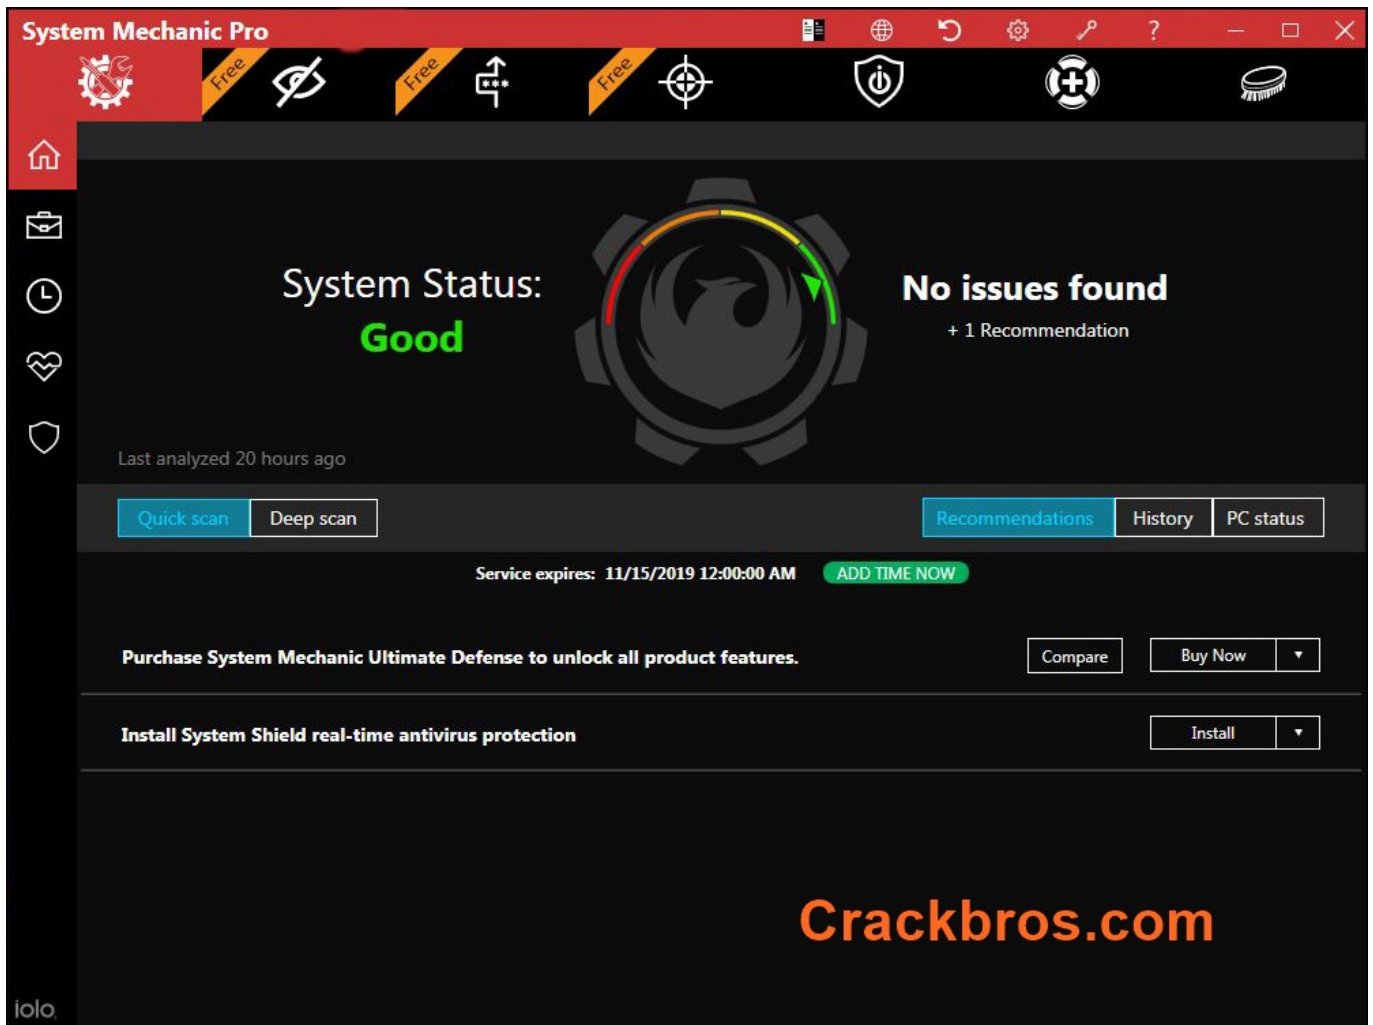 System Mechanic Pro
?
Free
Free
***
Free
System Status:
Good
No issues found
+ 1 Recommendation
Last analyzed 20 hours ago
Quick scan Deep scan Recommendations History PC status
Service expires: 11/15/2019 12:00:00 AM ADD TIME NOW
Purchase System Mechanic Ultimate Defense to unlock all product features. Compare Buy Now
Install System Shield real-time antivirus protection Install
Crackbros.com
iolo